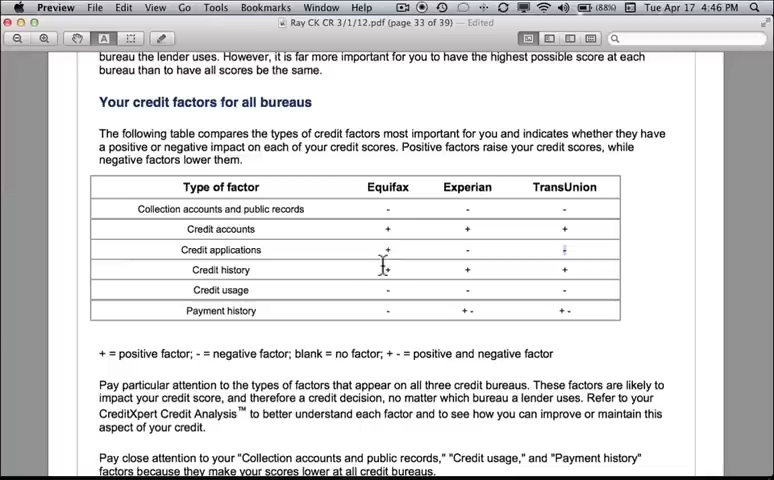 Preview File Edit View Go Tools Bookmarks Window Help (88%) Tue Apr 17 4:46 PM
Ray CK CR 3/1/12.pdf (page 33 of 39) — Edited
bureau the lender uses. However, it is far more important for you to have the highest possible score at each
bureau than to have all scores be the same.
Your credit factors for all bureaus
The following table compares the types of credit factors most important for you and indicates whether they have
a positive or negative impact on each of your credit scores. Positive factors raise your credit scores, while
negative factors lower them.
Type of factor Equifax Experian TransUnion
Collection accounts and public records - - -
Credit accounts + + +
Credit applications + - -
Credit history + + +
Credit usage - - -
Payment history - + - + -
+ = positive factor; - = negative factor; blank = no factor; + - = positive and negative factor
Pay particular attention to the types of factors that appear on all three credit bureaus. These factors are likely to
impact your credit score, and therefore a credit decision, no matter which bureau a lender uses. Refer to your
CreditXpert Credit Analysis™ to better understand each factor and to see how you can improve or maintain this
aspect of your credit.
Pay close attention to your "Collection accounts and public records," "Credit usage," and "Payment history"
factors because they make your scores lower at all credit bureaus.